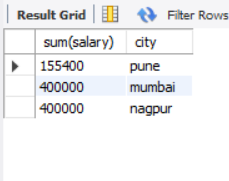 Result Grid Filter Rows
sum(salary) city
155400 pune
400000 mumbai
400000 nagpur